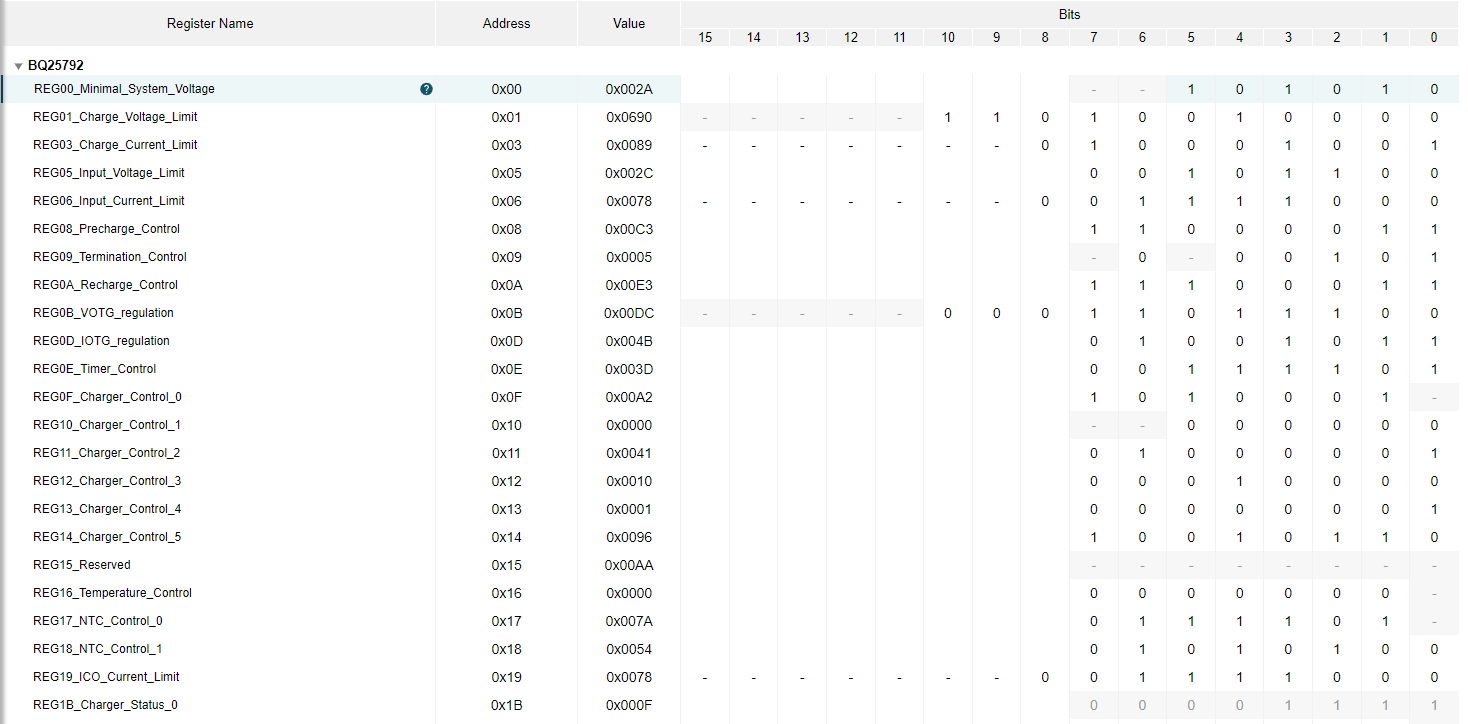 Register Name Address Value Bits
15 14 13 12 11 10 9 8 7 6 5 4 3 2 1 0
BQ25792
REG00_Minimal_System_Voltage ? 0x00 0x002A - - 1 0 1 0 1 0
REG01_Charge_Voltage_Limit 0x01 0x0690 - - - - - 1 1 0 1 0 0 1 0 0 0 0
REG03_Charge_Current_Limit 0x03 0x0089 - - - - - - - 0 1 0 0 0 1 0 0 1
REG05_Input_Voltage_Limit 0x05 0x002C 0 0 1 0 1 1 0 0
REG06_Input_Current_Limit 0x06 0x0078 - - - - - - - 0 0 1 1 1 1 0 0 0
REG08_Precharge_Control 0x08 0x00C3 1 1 0 0 0 0 1 1
REG09_Termination_Control 0x09 0x0005 - 0 - 0 0 1 0 1
REG0A_Recharge_Control 0x0A 0x00E3 1 1 1 0 0 0 1 1
REG0B_VOTG_regulation 0x0B 0x00DC - - - - - 0 0 0 1 1 0 1 1 1 0 0
REG0D_IOTG_regulation 0x0D 0x004B 0 1 0 0 1 0 1 1
REG0E_Timer_Control 0x0E 0x003D 0 0 1 1 1 1 0 1
REG0F_Charger_Control_0 0x0F 0x00A2 1 0 1 0 0 0 1 -
REG10_Charger_Control_1 0x10 0x0000 - - 0 0 0 0 0 0
REG11_Charger_Control_2 0x11 0x0041 0 1 0 0 0 0 0 1
REG12_Charger_Control_3 0x12 0x0010 0 0 0 1 0 0 0 0
REG13_Charger_Control_4 0x13 0x0001 0 0 0 0 0 0 0 1
REG14_Charger_Control_5 0x14 0x0096 1 0 0 1 0 1 1 0
REG15_Reserved 0x15 0x00AA - - - - - - - -
REG16_Temperature_Control 0x16 0x0000 0 0 0 0 0 0 0 -
REG17_NTC_Control_0 0x17 0x007A 0 1 1 1 1 0 1 -
REG18_NTC_Control_1 0x18 0x0054 0 1 0 1 0 1 0 0
REG19_ICO_Current_Limit 0x19 0x0078 - - - - - - - 0 0 1 1 1 1 0 0 0
REG1B_Charger_Status_0 0x1B 0x000F 0 0 0 0 1 1 1 1